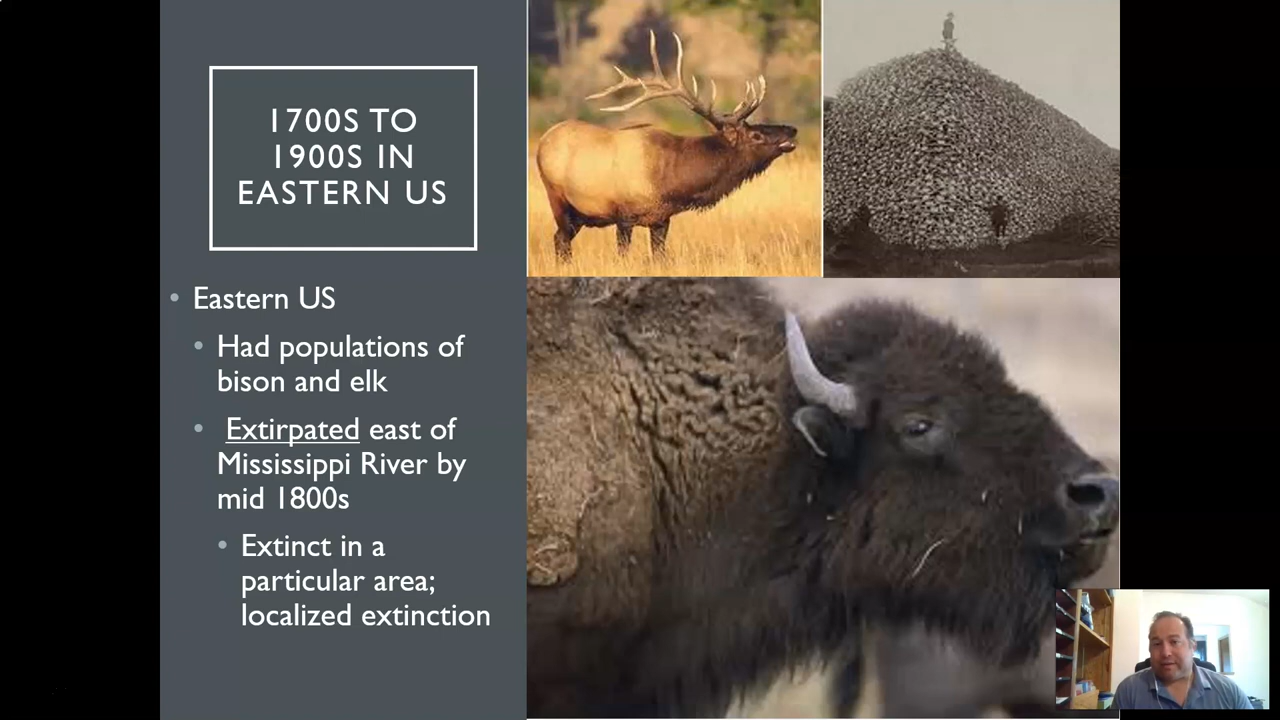 1700S TO
1900S IN
EASTERN US
• Eastern US
• Had populations of
bison and elk
• Extirpated east of
Mississippi River by
mid 1800s
• Extinct in a
particular area;
localized extinction